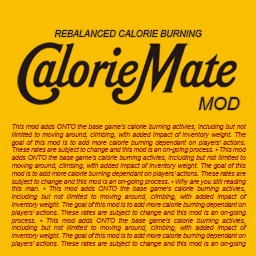 REBALANCED CALORIE BURNING
CalorieMate
MOD
This mod adds ONTO the base game's calorie burning activies, including but not
ilimited to moving around, climbing, with added impact of inventory weight. The
goal of this mod is to add more calorie burning dependant on players' actions.
These rates are subject to change and this mod is an on-going process. • This mod
adds ONTO the base game's calorie burning activies, including but not ilimited to
moving around, climbing, with added impact of inventory weight. The goal of this
mod is to add more calorie burning dependant on players' actions. These rates are
subject to change and this mod is an on-going process • Why are you still reading
this man. • This mod adds ONTO the base game's calorie burning activies,
including but not ilimited to moving around, climbing, with added impact of
inventory weight. The goal of this mod is to add more calorie burning dependant on
players' actions. These rates are subject to change and this mod is an on-going
process. • This mod adds ONTO the base game's calorie burning activies,
including but not ilimited to moving around, climbing, with added impact of
inventory weight. The goal of this mod is to add more calorie burning dependant on
players' actions. These rates are subject to change and this mod is an on-going